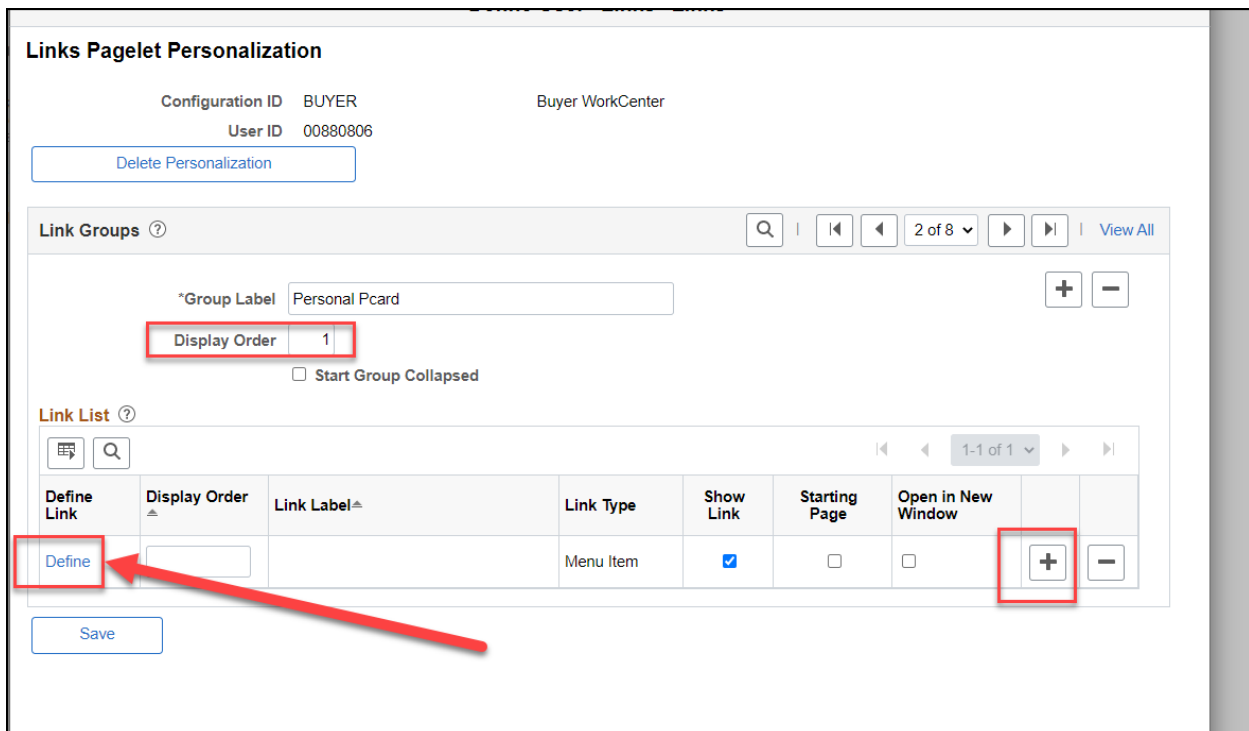 Links Pagelet Personalization
Configuration ID BUYER Buyer WorkCenter
User ID 00880806
Delete Personalization
Link Groups ? | 2 of 8 | View All
*Group Label Personal Pcard
Display Order 1
Start Group Collapsed
Link List ?
1-1 of 1
Define Link Display Order Link Label Link Type Show Link Starting Page Open in New Window
Define Menu Item
Save